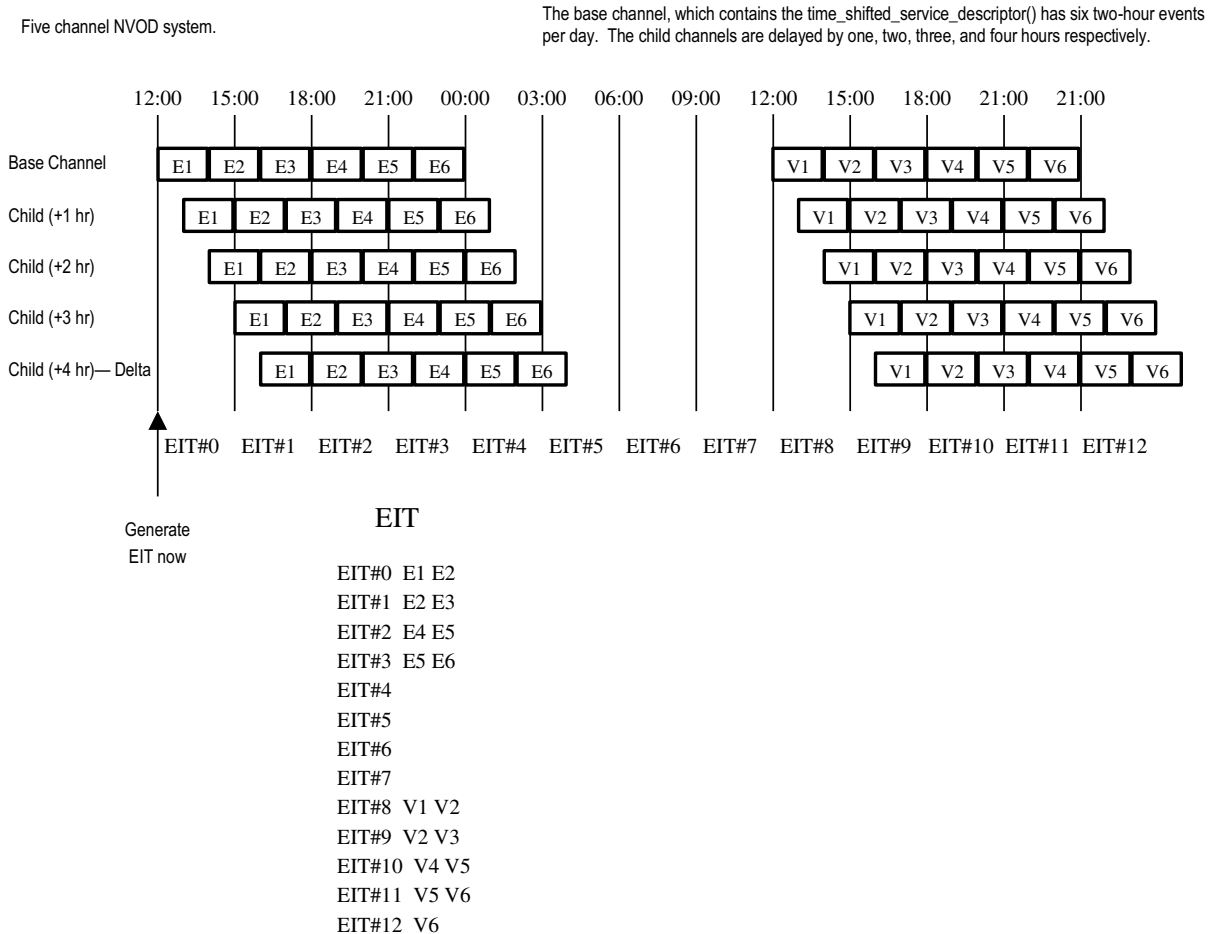 Five channel NVOD system.
The base channel, which contains the time_shifted_service_descriptor() has six two-hour events
per day. The child channels are delayed by one, two, three, and four hours respectively.
12:00 15:00 18:00 21:00 00:00 03:00 06:00 09:00 12:00 15:00 18:00 21:00 21:00
Base Channel E1 E2 E3 E4 E5 E6 V1 V2 V3 V4 V5 V6
Child (+1 hr) E1 E2 E3 E4 E5 E6 V1 V2 V3 V4 V5 V6
Child (+2 hr) E1 E2 E3 E4 E5 E6 V1 V2 V3 V4 V5 V6
Child (+3 hr) E1 E2 E3 E4 E5 E6 V1 V2 V3 V4 V5 V6
Child (+4 hr)— Delta E1 E2 E3 E4 E5 E6 V1 V2 V3 V4 V5 V6
EIT#0 EIT#1 EIT#2 EIT#3 EIT#4 EIT#5 EIT#6 EIT#7 EIT#8 EIT#9 EIT#10 EIT#11 EIT#12
Generate
EIT now
EIT
EIT#0 E1 E2
EIT#1 E2 E3
EIT#2 E4 E5
EIT#3 E5 E6
EIT#4
EIT#5
EIT#6
EIT#7
EIT#8 V1 V2
EIT#9 V2 V3
EIT#10 V4 V5
EIT#11 V5 V6
EIT#12 V6